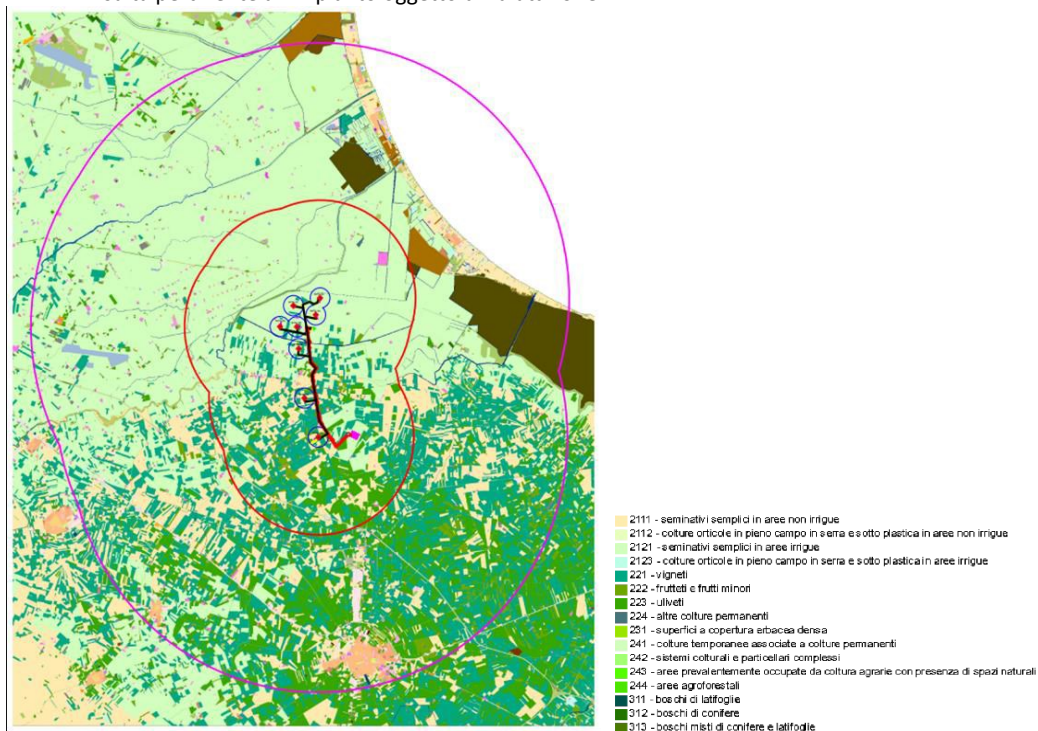 2111 - seminativi semplici in aree non irrigue
2112 - colture orticole in pieno campo in serra e sotto plastica in aree non irrigue
2121 - seminativi semplici in aree irrigue
2123 - colture orticole in pieno campo in serra e sotto plastica in aree irrigue
221 - vigneti
222 - frutteti e frutti minori
223 - uliveti
224 - altre colture permanenti
231 - superfici a copertura erbacea densa
241 - colture temporanee associate a colture permanenti
242 - sistemi colturali e particellari complessi
243 - aree prevalentemente occupate da coltura agrarie con presenza di spazi naturali
244 - aree agroforestali
311 - boschi di latifoglie
312 - boschi di conifere
313 - boschi misti di conifere e latifoglie